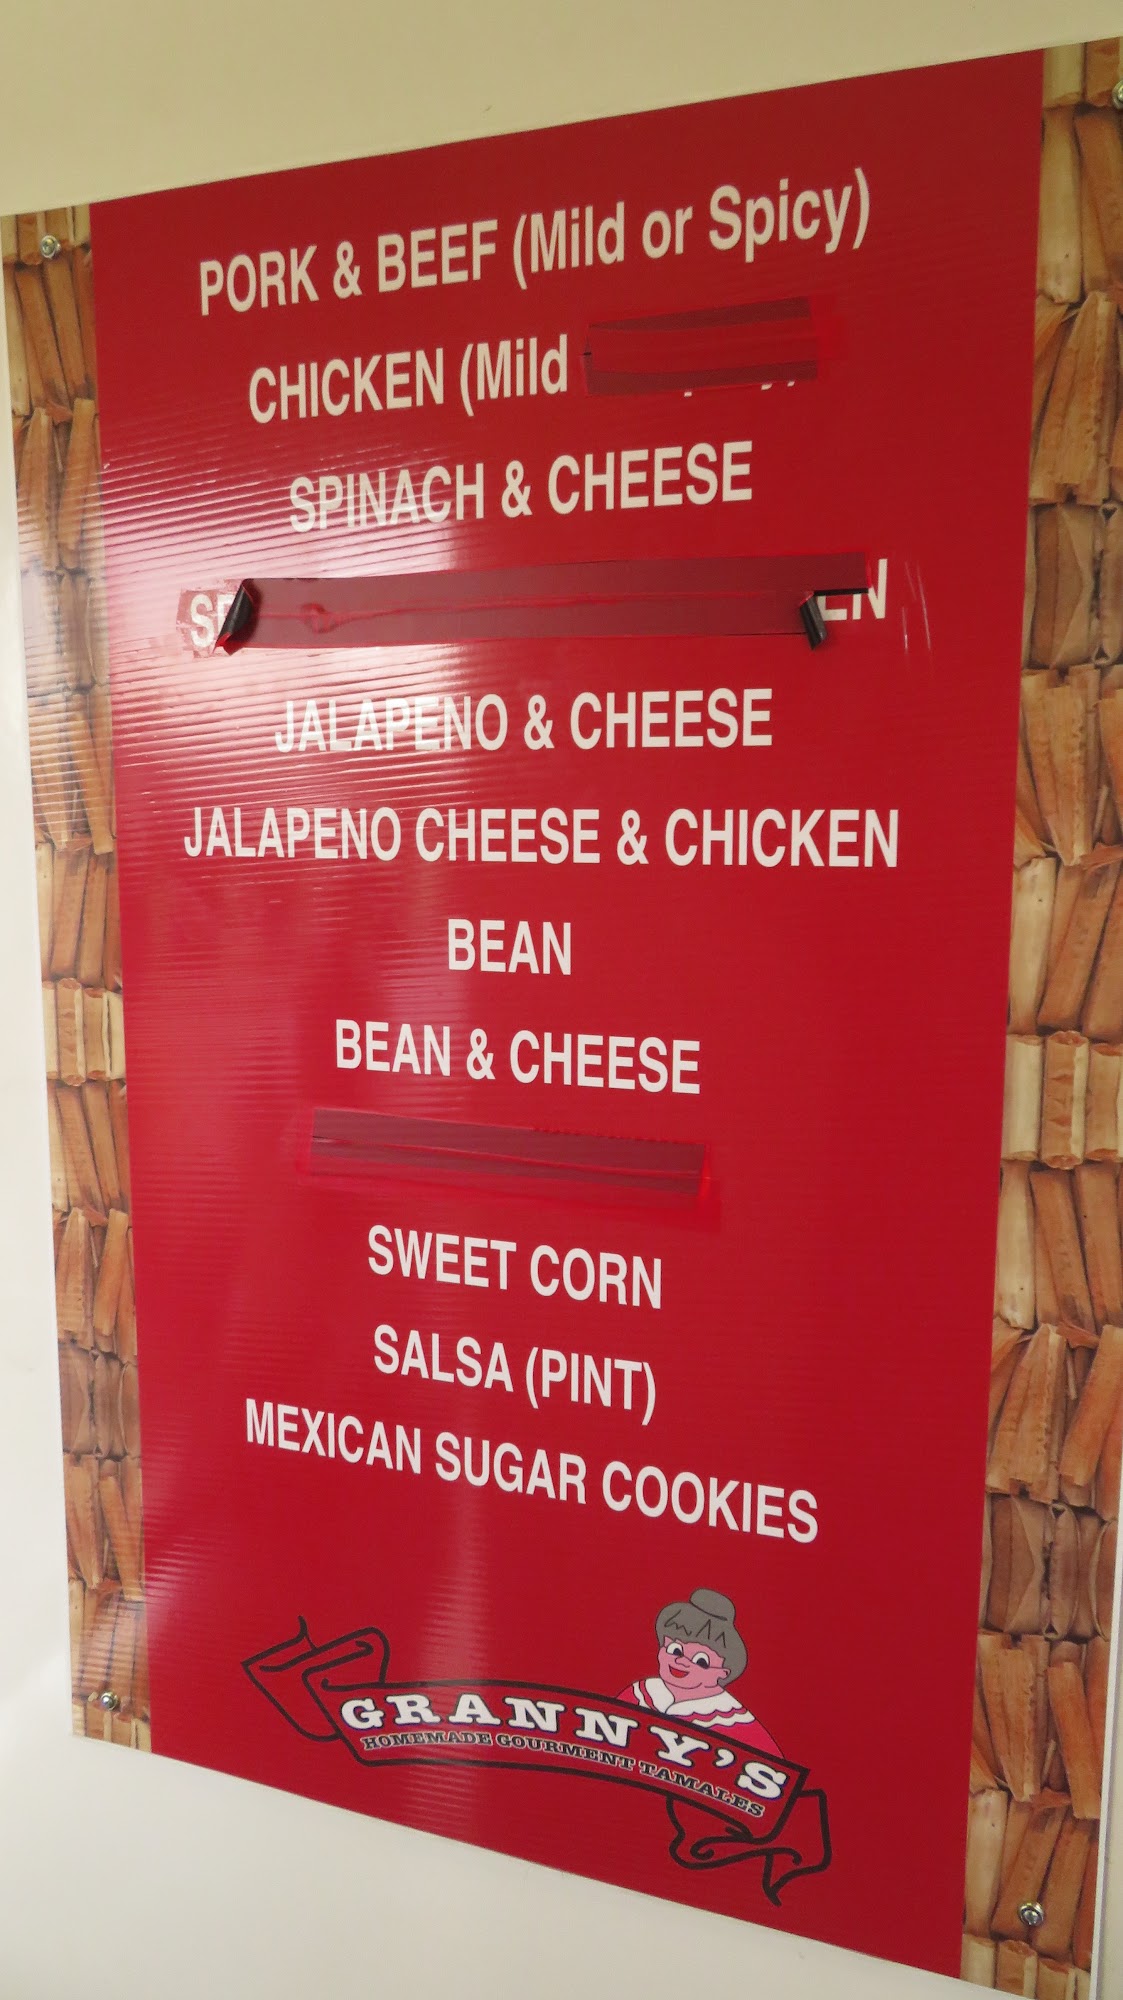 PORK & BEEF (Mild or Spicy)
CHICKEN (Mild
SPINACH & CHEESE
JALAPENO & CHEESE
JALAPENO CHEESE & CHICKEN
BEAN
BEAN & CHEESE
SWEET CORN
SALSA (PINT)
MEXICAN SUGAR COOKIES
GRANNY'S
HOMEMADE GOURMENT TAMALES